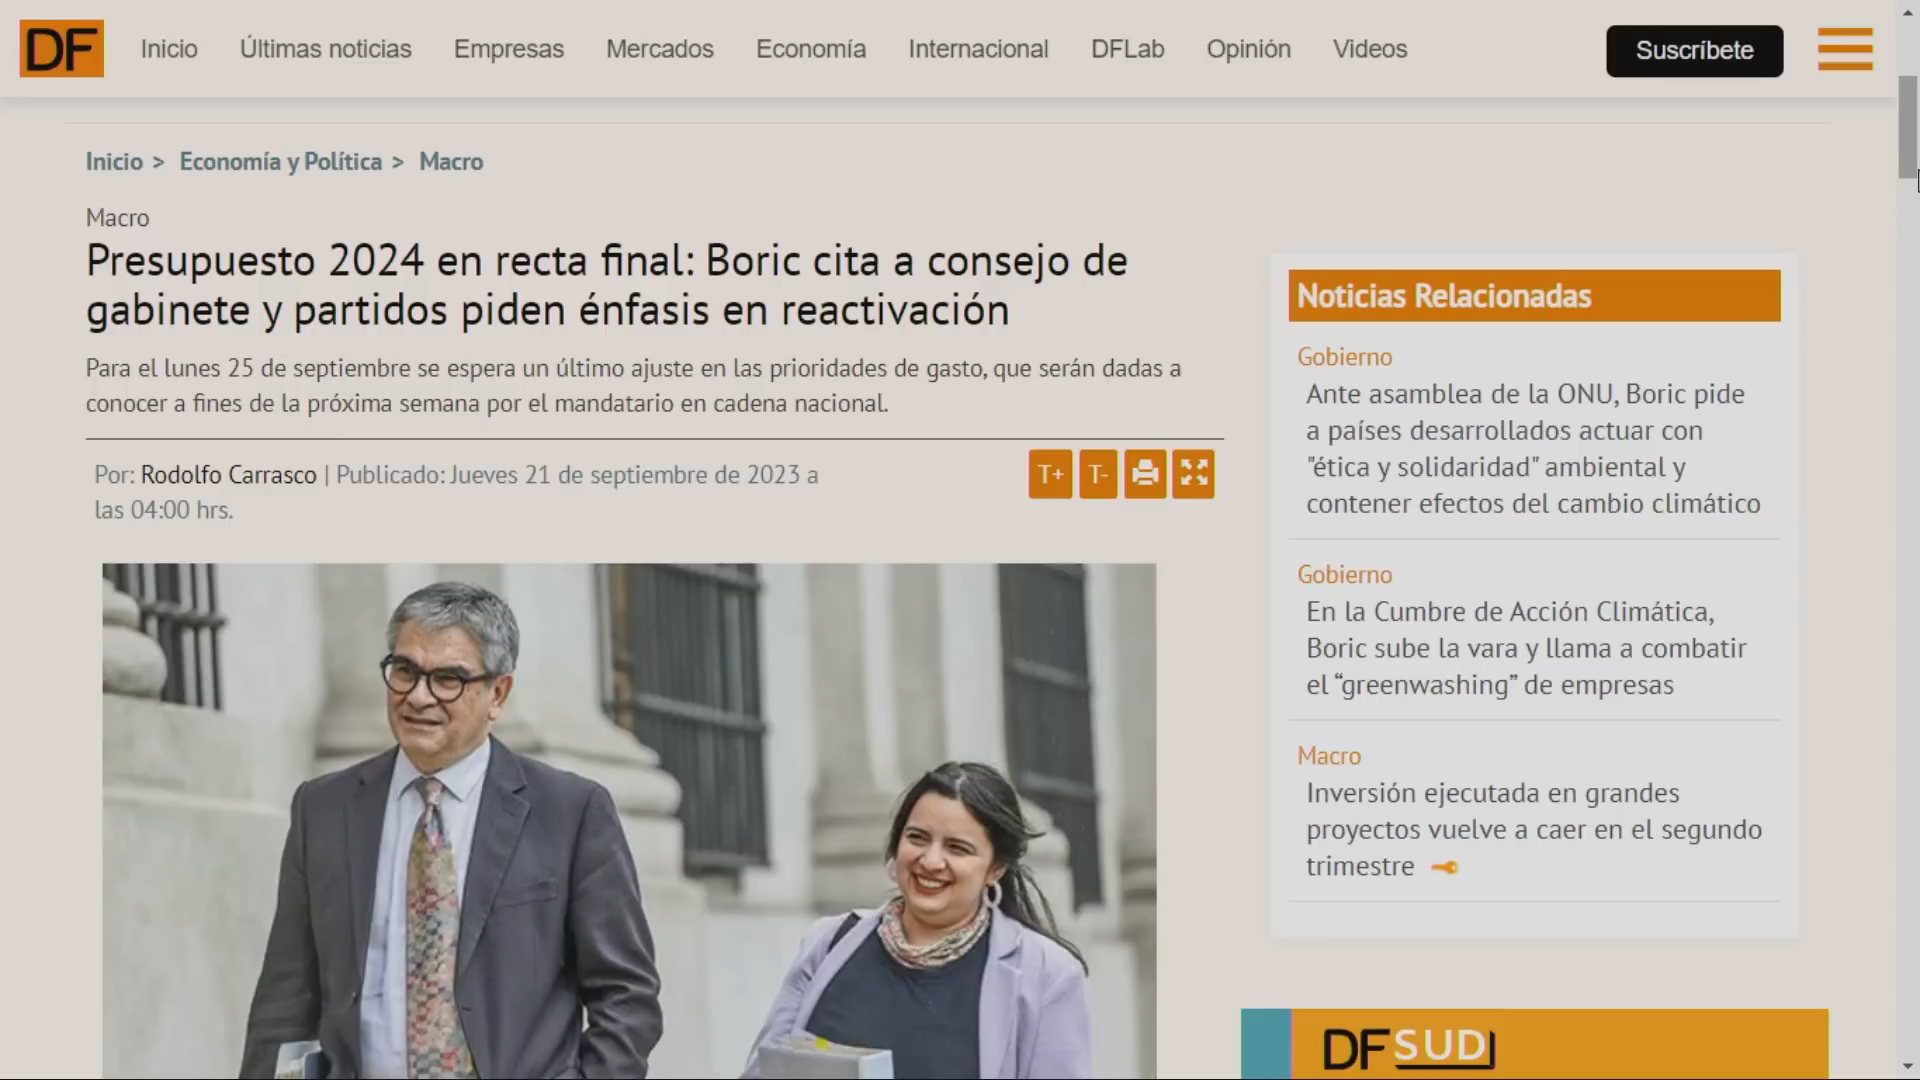 DF
Inicio
Últimas noticias
Empresas
Mercados
Economía
Internacional
DFLab
Opinión
Videos
Suscríbete
Inicio > Economía y Política > Macro
Macro
Presupuesto 2024 en recta final: Boric cita a consejo de
gabinete y partidos piden énfasis en reactivación
Para el lunes 25 de septiembre se espera un último ajuste en las prioridades de gasto, que serán dadas a
conocer a fines de la próxima semana por el mandatario en cadena nacional.
Por: Rodolfo Carrasco | Publicado: Jueves 21 de septiembre de 2023 a
las 04:00 hrs.
T+
T-
Noticias Relacionadas
Gobierno
Ante asamblea de la ONU, Boric pide
a países desarrollados actuar con
"ética y solidaridad" ambiental y
contener efectos del cambio climático
Gobierno
En la Cumbre de Acción Climática,
Boric sube la vara y llama a combatir
el “greenwashing” de empresas
Macro
Inversión ejecutada en grandes
proyectos vuelve a caer en el segundo
trimestre
DFSUD